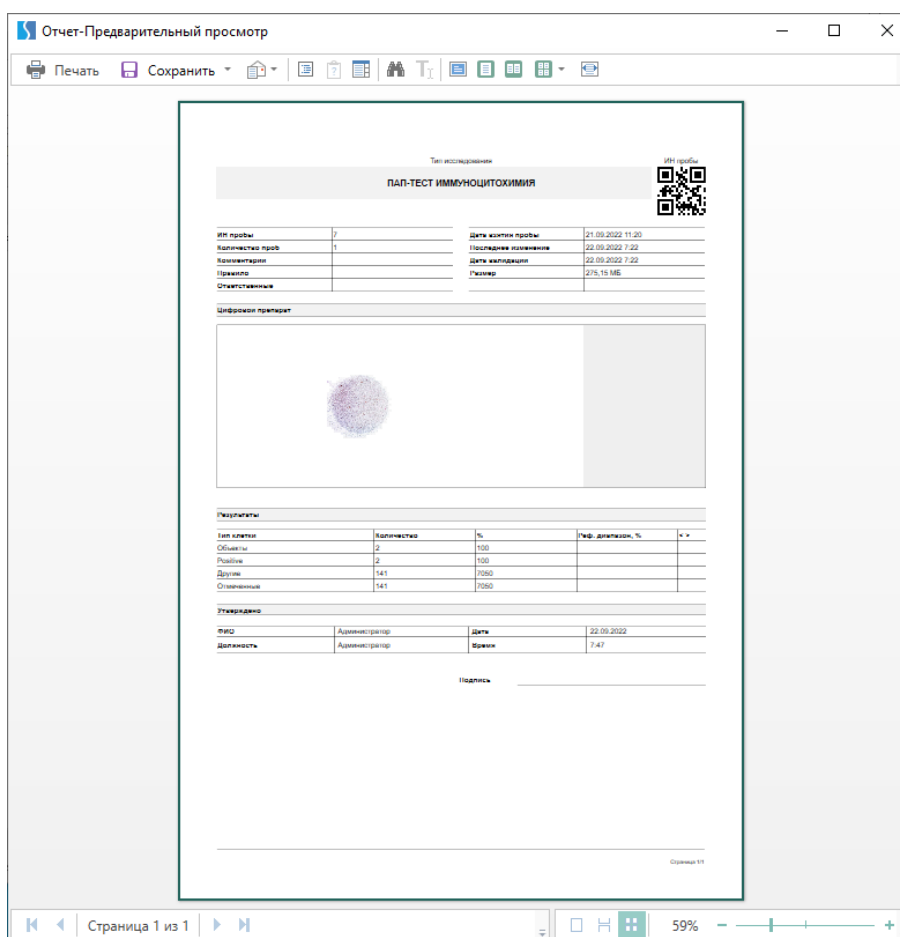 Отчет-Предварительный просмотр
Печать Сохранить
Тип исследования ИН пробы
ПАП-ТЕСТ ИММУНОЦИТОХИМИЯ
ИН пробы 7 Дата взятия пробы 21.09.2022 11:20
Количество проб 1 Последнее изменение 22.09.2022 7:22
Комментарии Дата валидации 22.09.2022 7:22
Правило Размер 275,15 МБ
Ответственные
Цифровой препарат
Результаты
Тип клетки Количество % Реф. диапазон, % < >
Объекты 2 100
Positive 2 100
Другие 141 7050
Отмеченные 141 7050
Утверждено
ФИО Администратор Дата 22.09.2022
Должность Администратор Время 7:47
Подпись
Страница 1/1
Страница 1 из 1 59%